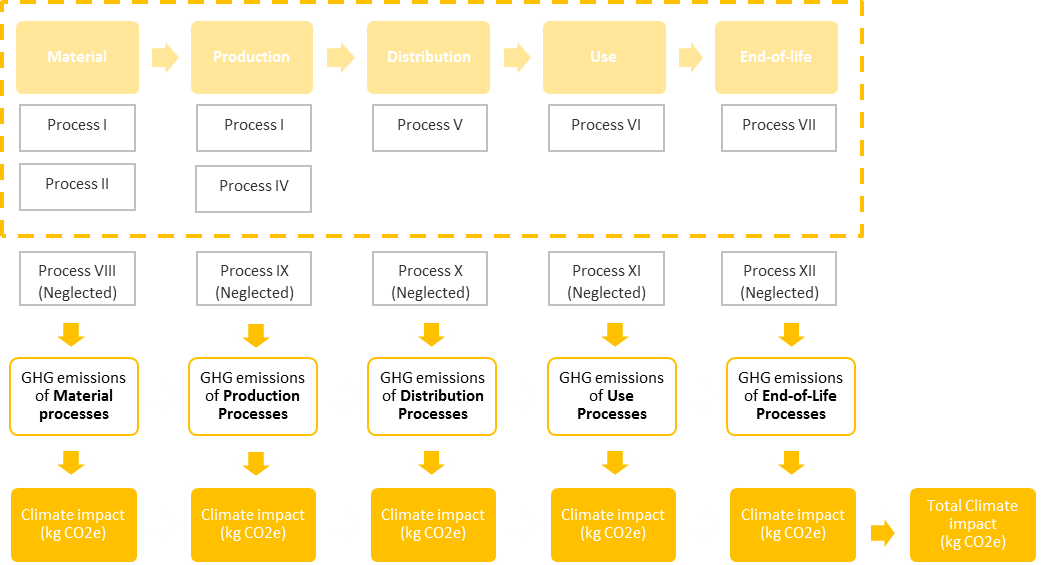 Material
Production
Distribution
Use
End-of-life
Process I
Process I
Process V
Process VI
Process VII
Process II
Process IV
Process VIII
(Neglected)
Process IX
(Neglected)
Process X
(Neglected)
Process XI
(Neglected)
Process XII
(Neglected)
GHG emissions
of Material
processes
GHG emissions
of Production
Processes
GHG emissions
of Distribution
Processes
GHG emissions
of Use
Processes
GHG emissions
of End-of-Life
Processes
Climate impact
(kg CO2e)
Climate impact
(kg CO2e)
Climate impact
(kg CO2e)
Climate impact
(kg CO2e)
Climate impact
(kg CO2e)
Total Climate
impact
(kg CO2e)